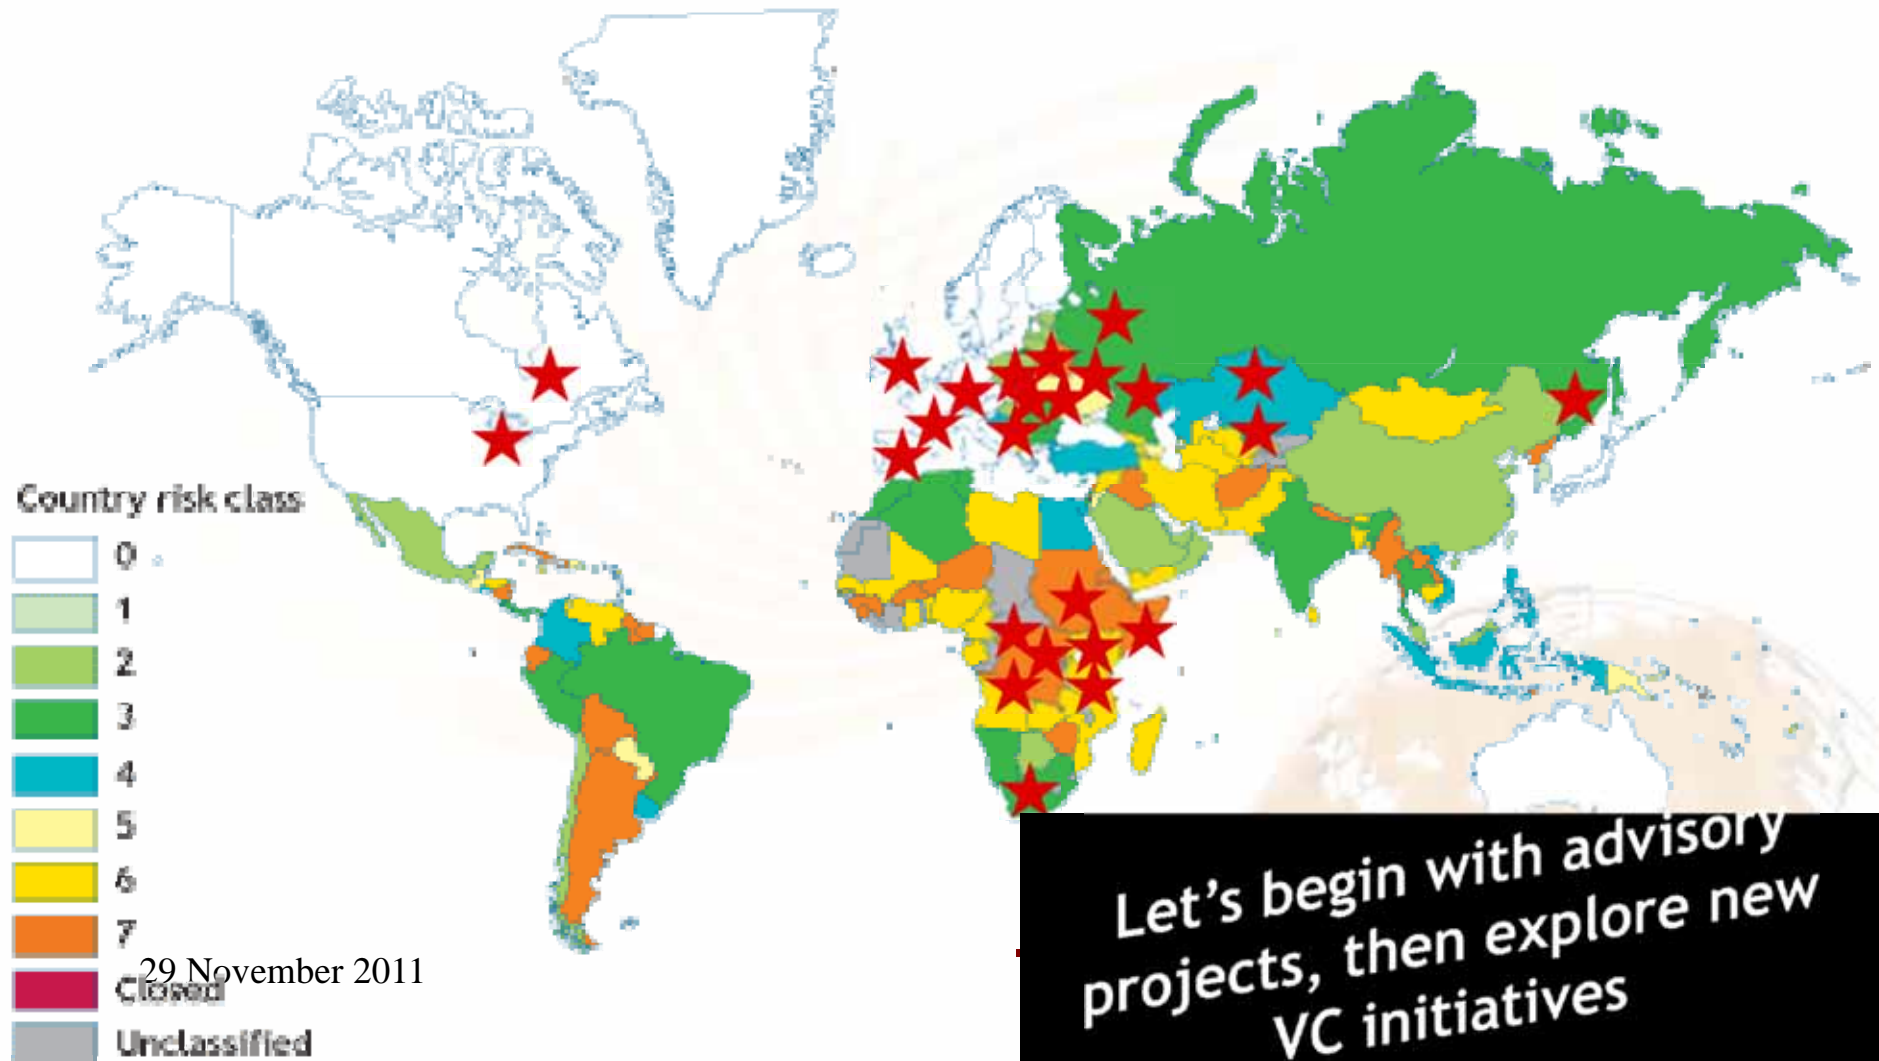 Country risk class
0
1
2
3
4
5
6
7
Closed
Unclassified
29 November 2011
Let's begin with advisory
projects, then explore new
VC initiatives